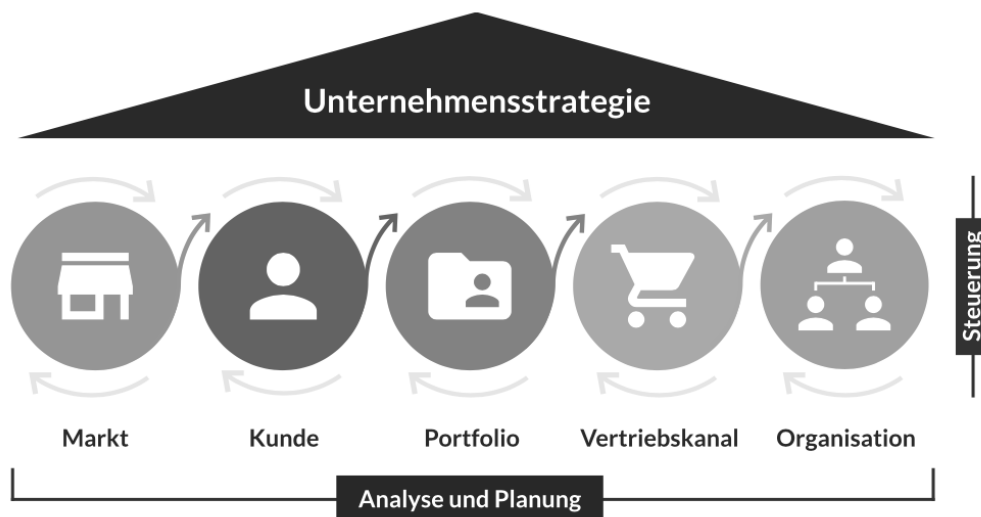 Unternehmensstrategie
Steuerung
Markt
Kunde
Portfolio
Vertriebskanal
Organisation
Analyse und Planung